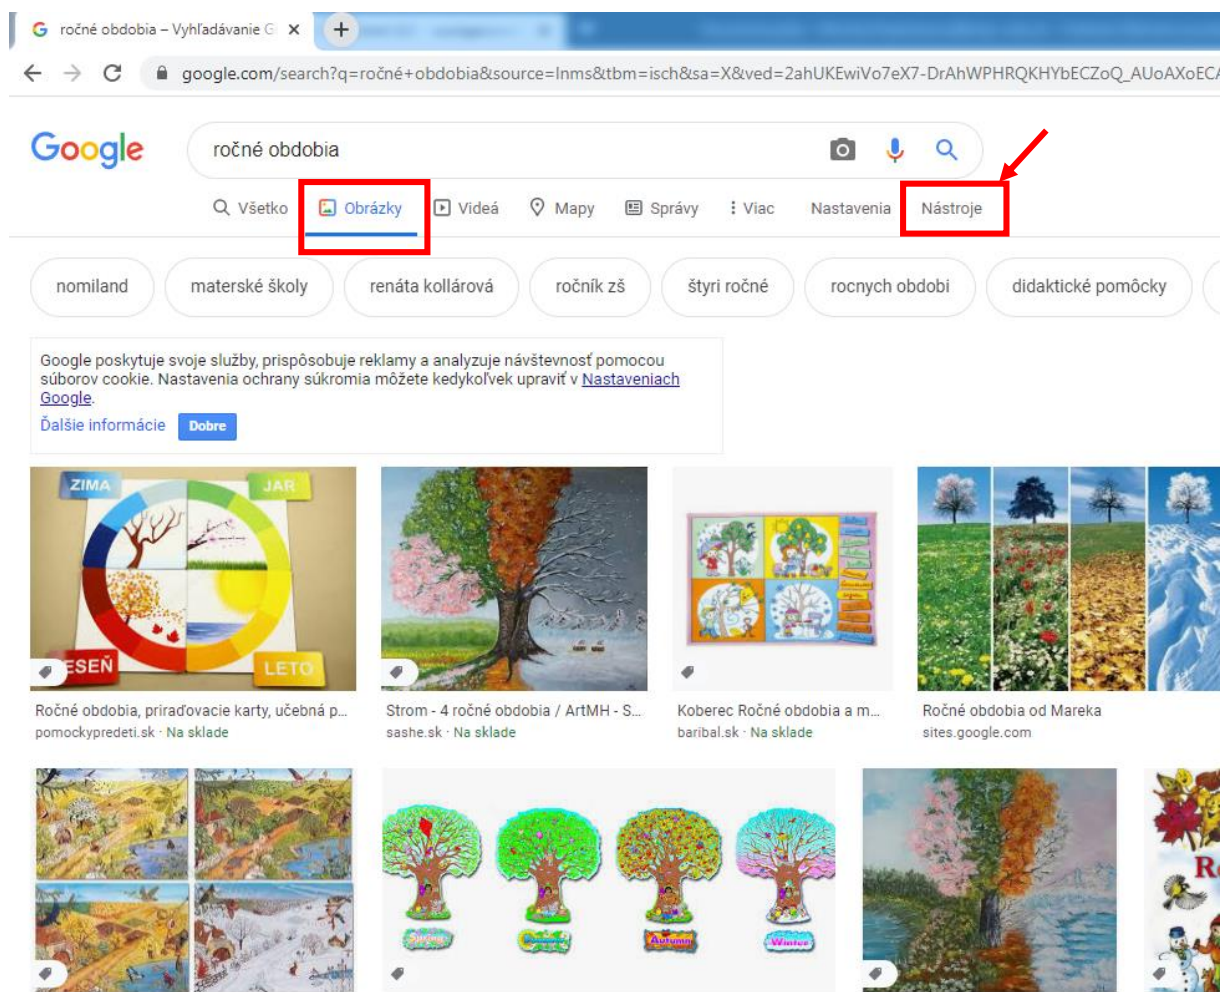 ročné obdobia – Vyhľadávanie G
google.com/search?q=ročné+obdobia&source=lnms&tbm=isch&sa=X&ved=2ahUKEwiVo7eX7-DrAhWPHRQKHYbECZoQ_AUoAXoECA
Google ročné obdobia
Všetko Obrázky Videá Mapy Správy Viac Nastavenia Nástroje
nomiland materské školy renáta kollárová ročník zš štyri ročné rocnych obdobi didaktické pomôcky
Google poskytuje svoje služby, prispôsobuje reklamy a analyzuje návštevnosť pomocou
súborov cookie. Nastavenia ochrany súkromia môžete kedykoľvek upraviť v Nastaveniach
Google.
Ďalšie informácie Dobre
ZIMA JAR
ESEŇ LETO
Ročné obdobia, priraďovacie karty, učebná p...
pomockypredeti.sk · Na sklade
Strom - 4 ročné obdobia / ArtMH - S...
sashe.sk · Na sklade
Koberec Ročné obdobia a m...
baribal.sk · Na sklade
Ročné obdobia od Mareka
sites.google.com
Spring Autumn Winter